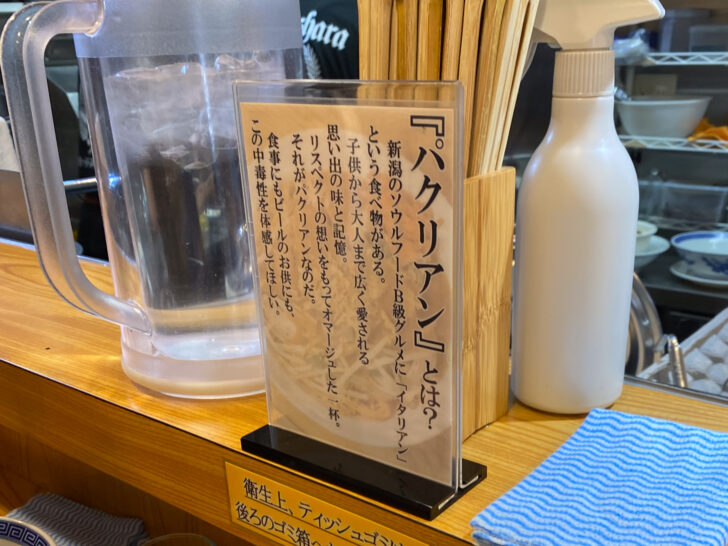 『パクリアン』とは?
新潟のソウルフードB級グルメに「イタリアン」
という食べ物がある。
子供から大人まで広く愛される
思い出の味と記憶。
リスペクトの想いをもってオマージュした一杯。
それがパクリアンなのだ。
食事にもビールのお供にも、
この中毒性を体感してほしい。
衛生上、ティッシュゴミは
後ろのゴミ箱へ
hara